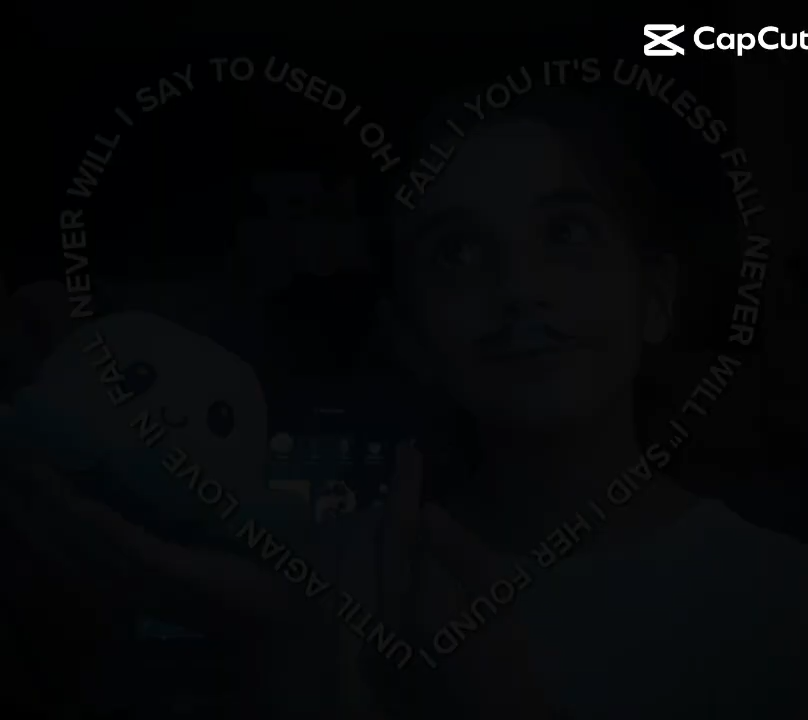 CapCut
UNTIL AGIAN LOVE IN FALL NEVER WILL I SAY TO USED I OH
FALL I YOU IT'S UNLESS FALL NEVER WILL I" SAID I HER FOUND I